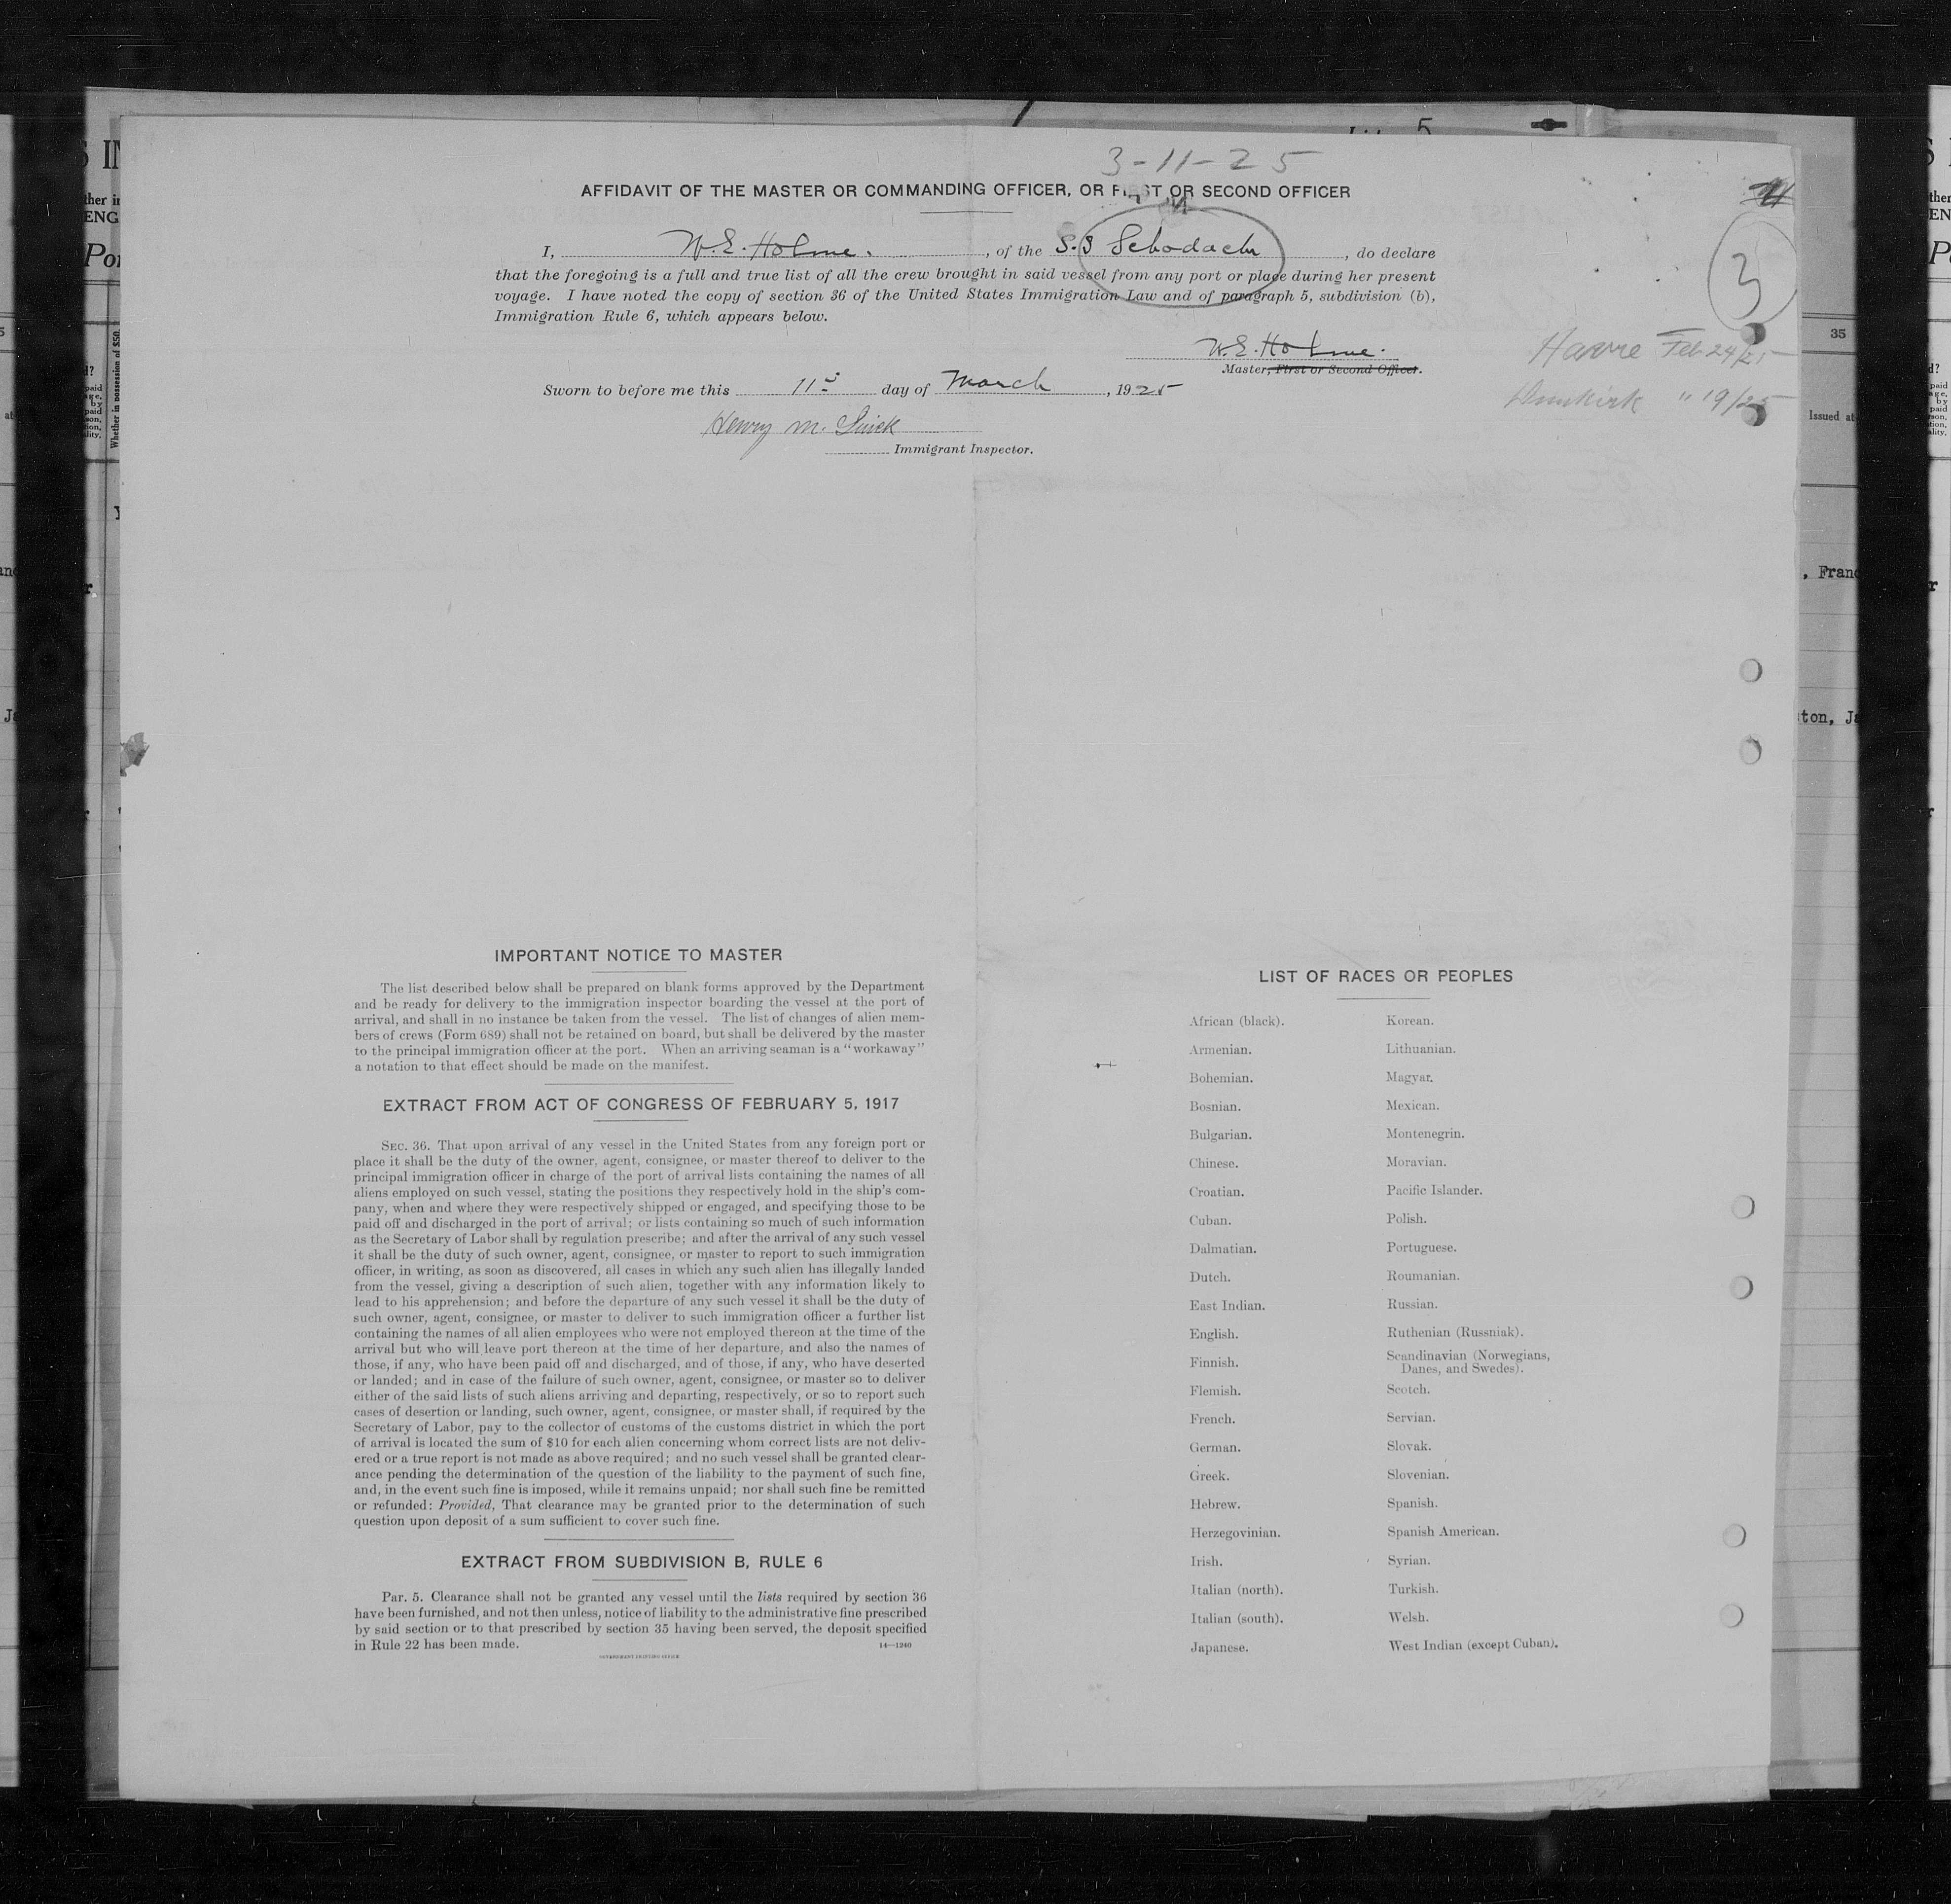 3-11-25
AFFIDAVIT OF THE MASTER OR COMMANDING OFFICER, OR FIRST OR SECOND OFFICER
I, W.E. Holme., of the S.S Schodack, do declare
that the foregoing is a full and true list of all the crew brought in said vessel from any port or place during her present
voyage. I have noted the copy of section 36 of the United States Immigration Law and of paragraph 5, subdivision (b),
Immigration Rule 6, which appears below.
3
W.E. Holme.
Master, First or Second Officer.
Havre Feb 24/25
Dunkirk " 19/25
Sworn to before me this 11 day of March, 1925
Henry M.
Immigrant Inspector.
IMPORTANT NOTICE TO MASTER
The list described below shall be prepared on blank forms approved by the Department
and be ready for delivery to the immigration inspector boarding the vessel at the port of
arrival, and shall in no instance be taken from the vessel. The list of changes of alien mem-
bers of crews (Form 689) shall not be retained on board, but shall be delivered by the master
to the principal immigration officer at the port. When an arriving seaman is a "workaway"
a notation to that effect should be made on the manifest.
EXTRACT FROM ACT OF CONGRESS OF FEBRUARY 5, 1917
SEC. 36. That upon arrival of any vessel in the United States from any foreign port or
place it shall be the duty of the owner, agent, consignee, or master thereof to deliver to the
principal immigration officer in charge of the port of arrival lists containing the names of all
aliens employed on such vessel, stating the positions they respectively hold in the ship's com-
pany, when and where they were respectively shipped or engaged, and specifying those to be
paid off and discharged in the port of arrival; or lists containing so much of such information
as the Secretary of Labor shall by regulation prescribe; and after the arrival of any such vessel
it shall be the duty of such owner, agent, consignee, or master to report to such immigration
officer, in writing, as soon as discovered, all cases in which any such alien has illegally landed
from the vessel, giving a description of such alien, together with any information likely to
lead to his apprehension; and before the departure of any such vessel it shall be the duty of
such owner, agent, consignee, or master to deliver to such immigration officer a further list
containing the names of all alien employees who were not employed thereon at the time of the
arrival but who will leave port thereon at the time of her departure, and also the names of
those, if any, who have been paid off and discharged, and of those, if any, who have deserted
or landed; and in case of the failure of such owner, agent, consignee, or master so to deliver
either of the said lists of such aliens arriving and departing, respectively, or so to report such
cases of desertion or landing, such owner, agent, consignee, or master shall, if required by the
Secretary of Labor, pay to the collector of customs of the customs district in which the port
of arrival is located the sum of $10 for each alien concerning whom correct lists are not deliv-
ered or a true report is not made as above required; and no such vessel shall be granted clear-
ance pending the determination of the question of the liability to the payment of such fine,
and, in the event such fine is imposed, while it remains unpaid; nor shall such fine be remitted
or refunded: Provided, That clearance may be granted prior to the determination of such
question upon deposit of a sum sufficient to cover such fine.
EXTRACT FROM SUBDIVISION B, RULE 6
Par. 5. Clearance shall not be granted any vessel until the lists required by section 36
have been furnished, and not then unless, notice of liability to the administrative fine prescribed
by said section or to that prescribed by section 35 having been served, the deposit specified
in Rule 22 has been made. 14—1240
GOVERNMENT PRINTING OFFICE
LIST OF RACES OR PEOPLES
African (black).
Armenian.
Bohemian.
Bosnian.
Bulgarian.
Chinese.
Croatian.
Cuban.
Dalmatian.
Dutch.
East Indian.
English.
Finnish.
Flemish.
French.
German.
Greek.
Hebrew.
Herzegovinian.
Irish.
Italian (north).
Italian (south).
Japanese.
Korean.
Lithuanian.
Magyar.
Mexican.
Montenegrin.
Moravian.
Pacific Islander.
Polish.
Portuguese.
Roumanian.
Russian.
Ruthenian (Russniak).
Scandinavian (Norwegians,
Danes, and Swedes).
Scotch.
Servian.
Slovak.
Slovenian.
Spanish.
Spanish American.
Syrian.
Turkish.
Welsh.
West Indian (except Cuban).
35
Issued at
, Franc